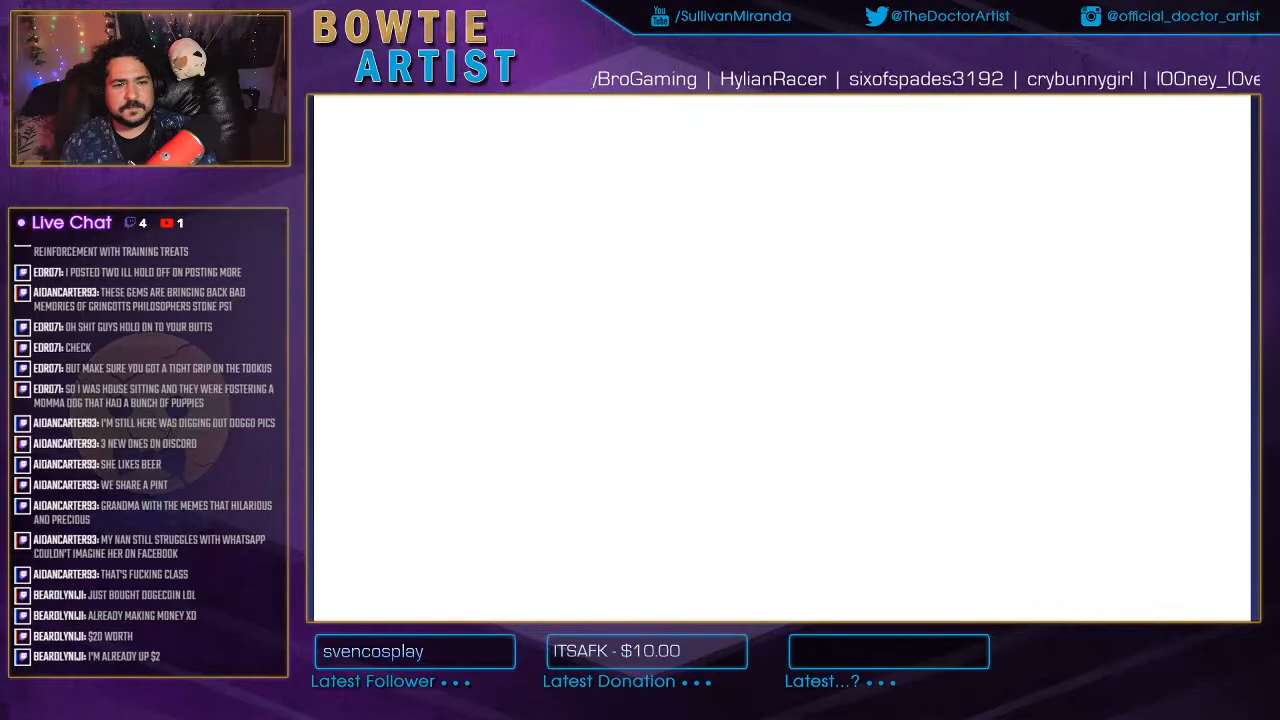 BOWTIE
ARTIST
/SullivanMiranda
@TheDoctorArtist
@official_doctor_artist
yBroGaming | HylianRacer | sixofspades3192 | crybunnygirl |
Live Chat 4 1
REINFORCEMENT WITH TRAINING TREATS
EDRO71: I POSTED TWO ILL HOLD OFF ON POSTING MORE
AIDANCARTER93: THESE GEMS ARE BRINGING BACK BAD
MEMORIES OF GRINGOTTS PHILOSOPHERS STONE PS1
EDRO71: OH SHIT GUYS HOLD ON TO YOUR BUTTS
EDRO71: CHECK
EDRO71: BUT MAKE SURE YOU GOT A TIGHT GRIP ON THE TOOKUS
EDRO71: SO I WAS HOUSE SITTING AND THEY WERE FOSTERING A
MOMMA DOG THAT HAD A BUNCH OF PUPPIES
AIDANCARTER93: I'M STILL HERE WAS DIGGING OUT DOGGO PICS
AIDANCARTER93: 3 NEW ONES ON DISCORD
AIDANCARTER93: SHE LIKES BEER
AIDANCARTER93: WE SHARE A PINT
AIDANCARTER93: GRANDMA WITH THE MEMES THAT HILARIOUS
AND PRECIOUS
AIDANCARTER93: MY NAN STILL STRUGGLES WITH WHATSAPP
COULDN'T IMAGINE HER ON FACEBOOK
AIDANCARTER93: THAT'S FUCKING CLASS
BEARDLYNIJI: JUST BOUGHT DOGECOIN LOL
BEARDLYNIJI: ALREADY MAKING MONEY XD
BEARDLYNIJI: $20 WORTH
BEARDLYNIJI: I'M ALREADY UP $2
svencosplay
ITSAFK - $10.00
Latest Follower • • •
Latest Donation • • •
Latest...? • • •